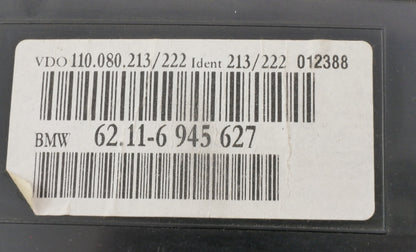 VDO 110.080.213/222 Ident 213/222 012388
BMW 62.11-6 945 627